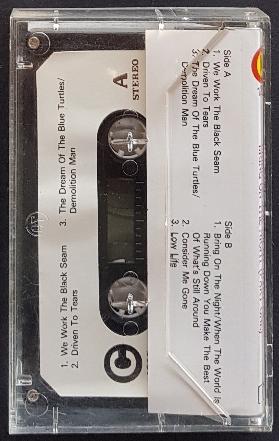 Side A
1. We Work The Black Seam
2. Driven To Tears
3. The Dream Of The Blue Turtles/
Demolition Man
Side B
1. Bring On The Night/When The World Is
Running Down You Make The Best
Of What's Still Around
2. Consider Me Gone
3. Low Life
A
STEREO
1. We Work The Black Seam
2. Driven To Tears
3. The Dream Of The Blue Turtles/
Demolition Man